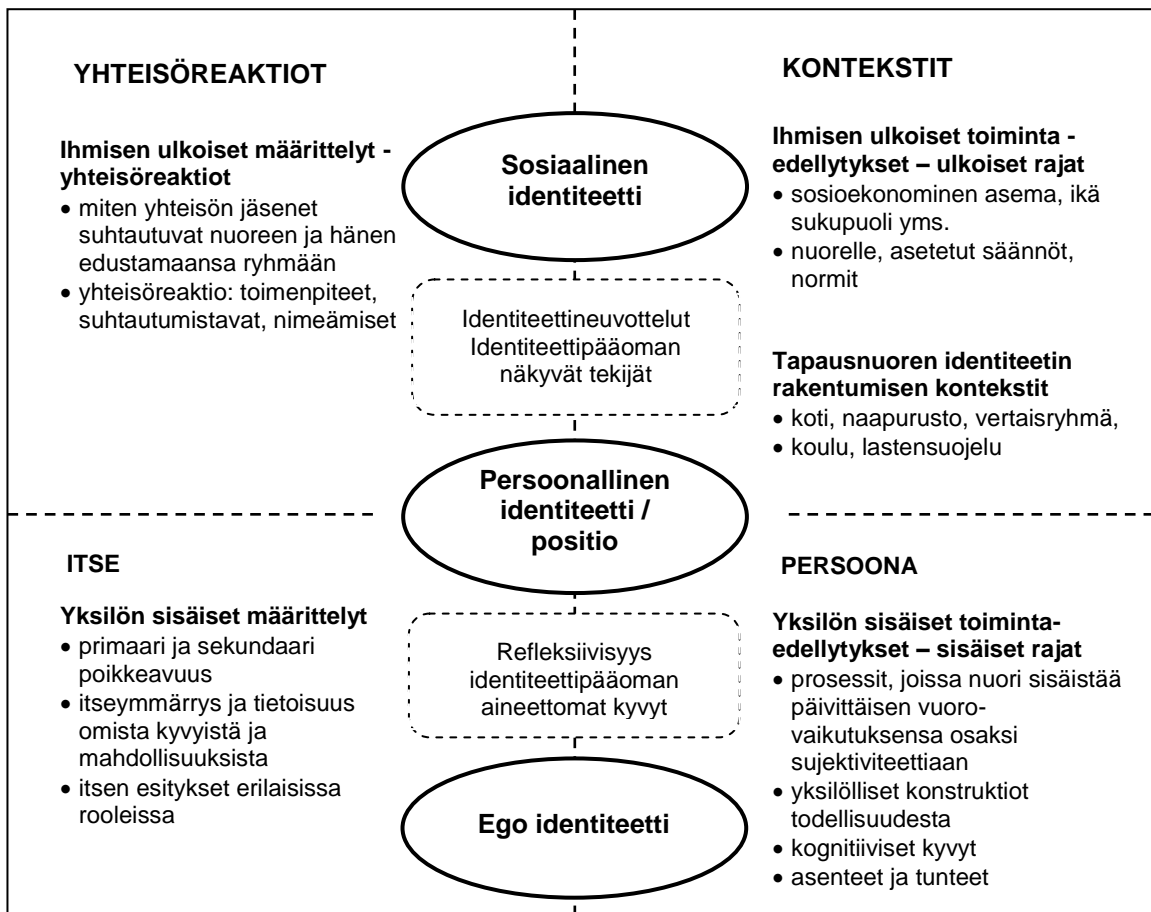 YHTEISÖREAKTIOT
Ihmisen ulkoiset määrittelyt -
yhteisöreaktiot
• miten yhteisön jäsenet
suhtautuvat nuoreen ja hänen
edustamaansa ryhmään
• yhteisöreaktio: toimenpiteet,
suhtautumistavat, nimeämiset
KONTEKSTIT
Ihmisen ulkoiset toiminta -
edellytykset – ulkoiset rajat
• sosioekonominen asema, ikä
sukupuoli yms.
• nuorelle, asetetut säännöt,
normit
Tapausnuoren identiteetin
rakentumisen kontekstit
• koti, naapurusto, vertaisryhmä,
• koulu, lastensuojelu
Sosiaalinen
identiteetti
Identiteettineuvottelut
Identiteettipääoman
näkyvät tekijät
Persoonallinen
identiteetti /
positio
Refleksiivisyys
identiteettipääoman
aineettomat kyvyt
Ego identiteetti
ITSE
Yksilön sisäiset määrittelyt
• primaari ja sekundaari
poikkeavuus
• itseymmärrys ja tietoisuus
omista kyvyistä ja
mahdollisuuksista
• itsen esitykset erilaisissa
rooleissa
PERSOONA
Yksilön sisäiset toiminta-
edellytykset – sisäiset rajat
• prosessit, joissa nuori sisäistää
päivittäisen vuoro-
vaikutuksensa osaksi
sujektiviteettiaan
• yksilölliset konstruktiot
todellisuudesta
• kognitiiviset kyvyt
• asenteet ja tunteet